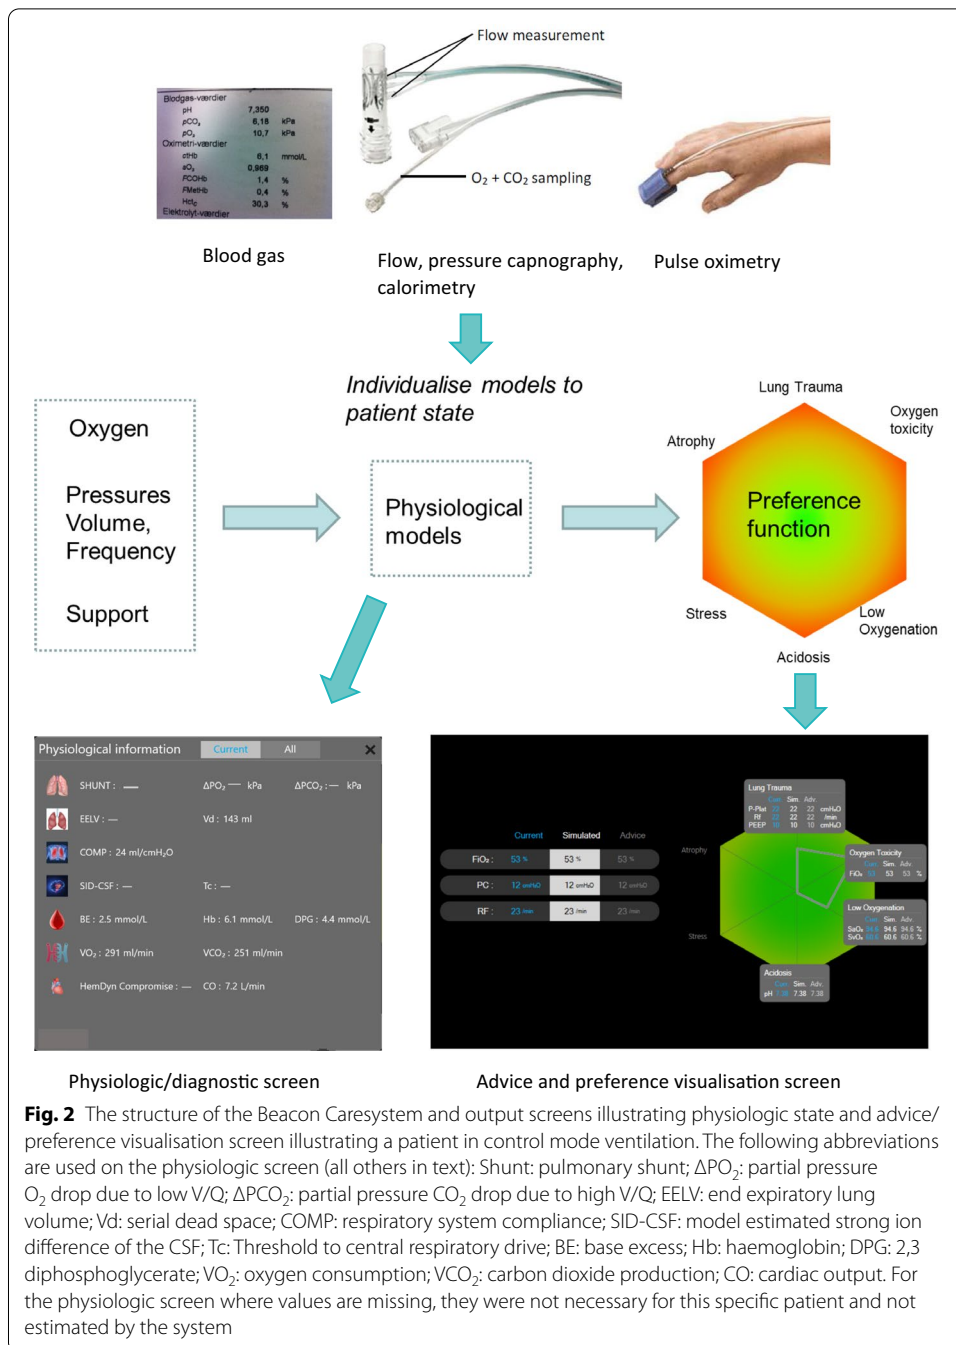 Flow measurement
Blodgas-værdier
pH 7,350
pCO₂ 6,18 kPa
pO₂ 10,7 kPa
Oximetri-værdier
ctHb 6,1 mmol/L
sO₂ 0,969
FCOHb 1,4 %
FMetHb 0,4 %
Hctc 30,3 %
Elektrolyt-værdier
O₂ + CO₂ sampling
Blood gas
Flow, pressure capnography,
calorimetry
Pulse oximetry
Individualise models to
patient state
Oxygen
Pressures
Volume,
Frequency
Support
Physiological
models
Lung Trauma
Oxygen
toxicity
Atrophy
Preference
function
Stress
Low
Oxygenation
Acidosis
Physiological information Current All ×
SHUNT : — ΔPO₂ — kPa ΔPCO₂ : — kPa
EELV : — Vd : 143 ml
COMP : 24 ml/cmH₂O
SID-CSF : — Tc : —
BE : 2.5 mmol/L Hb : 6.1 mmol/L DPG : 4.4 mmol/L
VO₂ : 291 ml/min VCO₂ : 251 ml/min
HemDyn Compromise : — CO : 7.2 L/min
Current Simulated Advice
FiO₂ : 53 % 53 % 53 %
PC : 12 cmH₂O 12 cmH₂O 12 cmH₂O
RF : 23 /min 23 /min 23 /min
Lung Trauma
Curr. Sim. Adv.
P-Plat 22 22 22 cmH₂O
Rf 22 22 22 /min
PEEP 10 10 10 cmH₂O
Atrophy
Oxygen Toxicity
Curr. Sim. Adv.
FiO₂ 53 53 53 %
Low Oxygenation
Curr. Sim. Adv.
SaO₂ 94.6 94.6 94.6 %
SvO₂ 60.6 60.6 60.6 %
Stress
Acidosis
Curr. Sim. Adv.
pH 7.38 7.38 7.38
Physiologic/diagnostic screen
Advice and preference visualisation screen
Fig. 2 The structure of the Beacon Caresystem and output screens illustrating physiologic state and advice/
preference visualisation screen illustrating a patient in control mode ventilation. The following abbreviations
are used on the physiologic screen (all others in text): Shunt: pulmonary shunt; ΔPO₂: partial pressure
O₂ drop due to low V/Q; ΔPCO₂: partial pressure CO₂ drop due to high V/Q; EELV: end expiratory lung
volume; Vd: serial dead space; COMP: respiratory system compliance; SID-CSF: model estimated strong ion
difference of the CSF; Tc: Threshold to central respiratory drive; BE: base excess; Hb: haemoglobin; DPG: 2,3
diphosphoglycerate; VO₂: oxygen consumption; VCO₂: carbon dioxide production; CO: cardiac output. For
the physiologic screen where values are missing, they were not necessary for this specific patient and not
estimated by the system